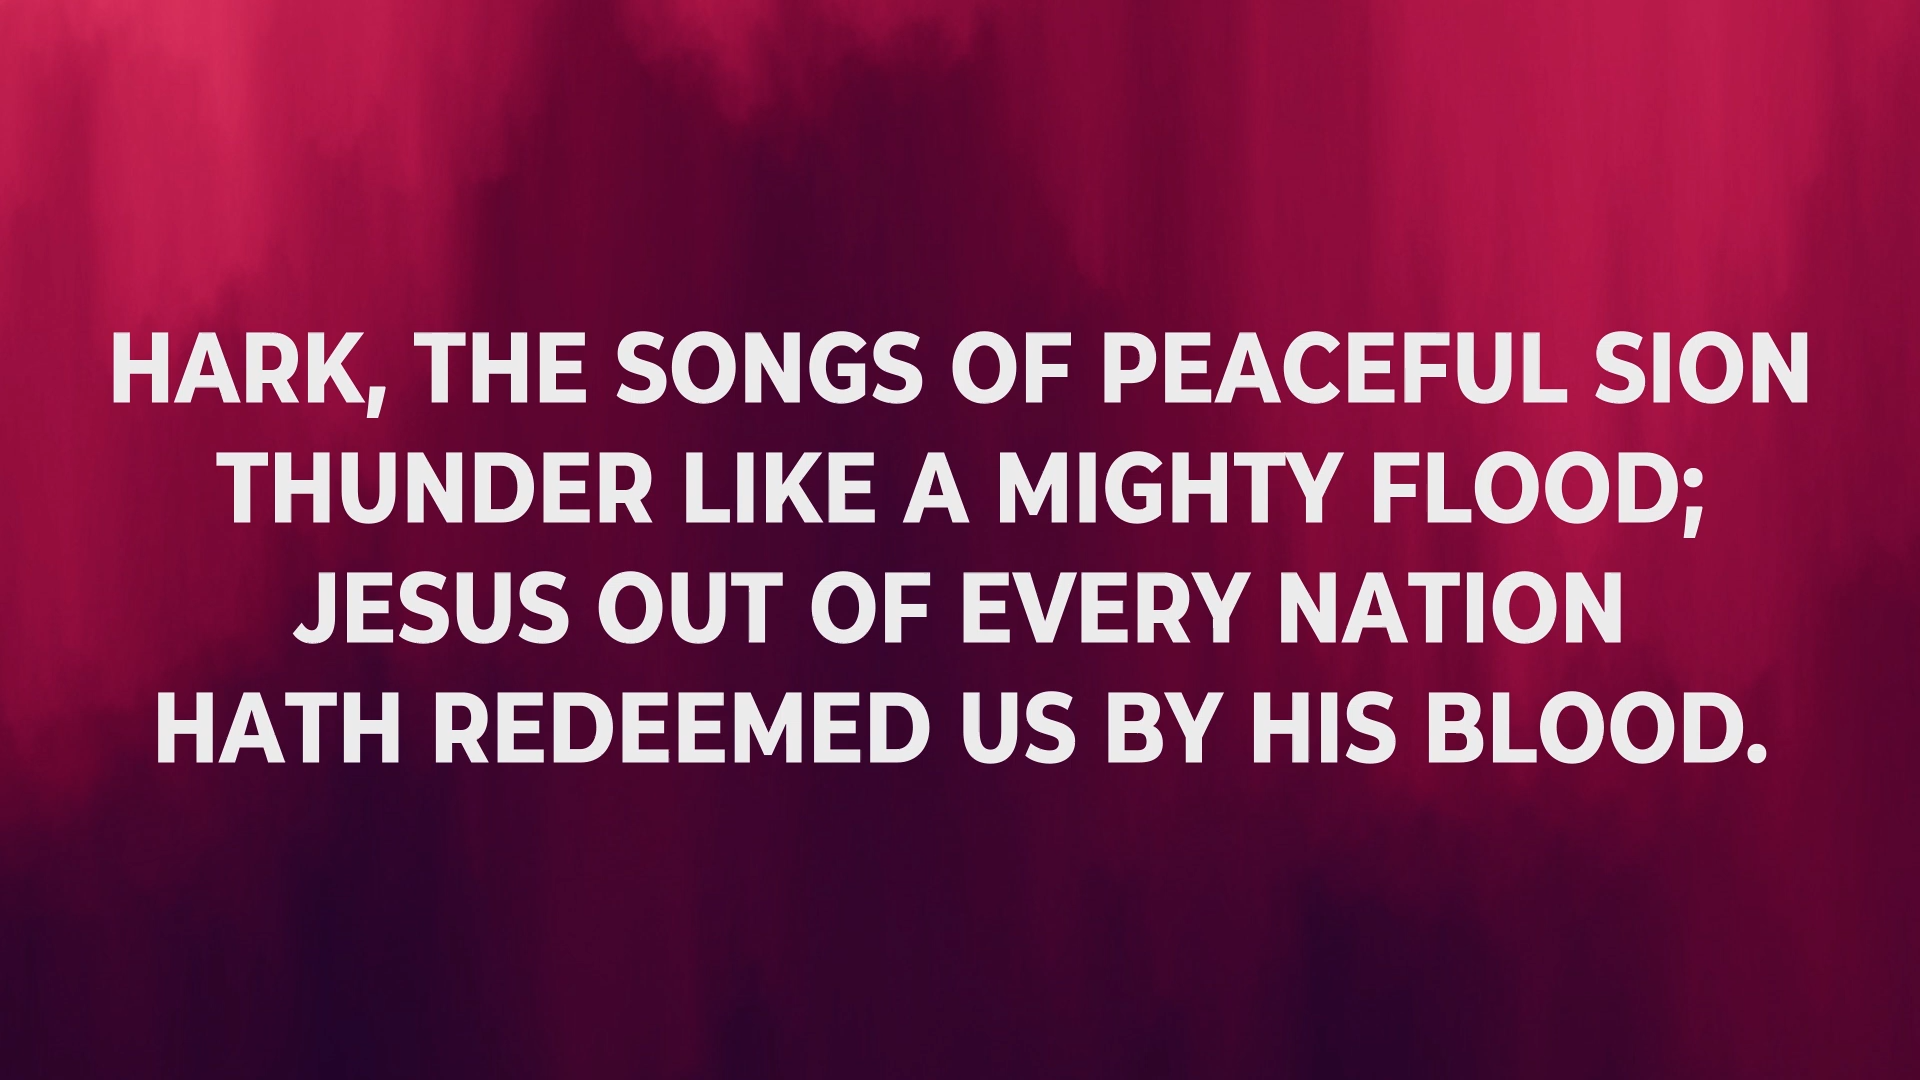 HARK, THE SONGS OF PEACEFUL SION
THUNDER LIKE A MIGHTY FLOOD;
JESUS OUT OF EVERY NATION
HATH REDEEMED US BY HIS BLOOD.